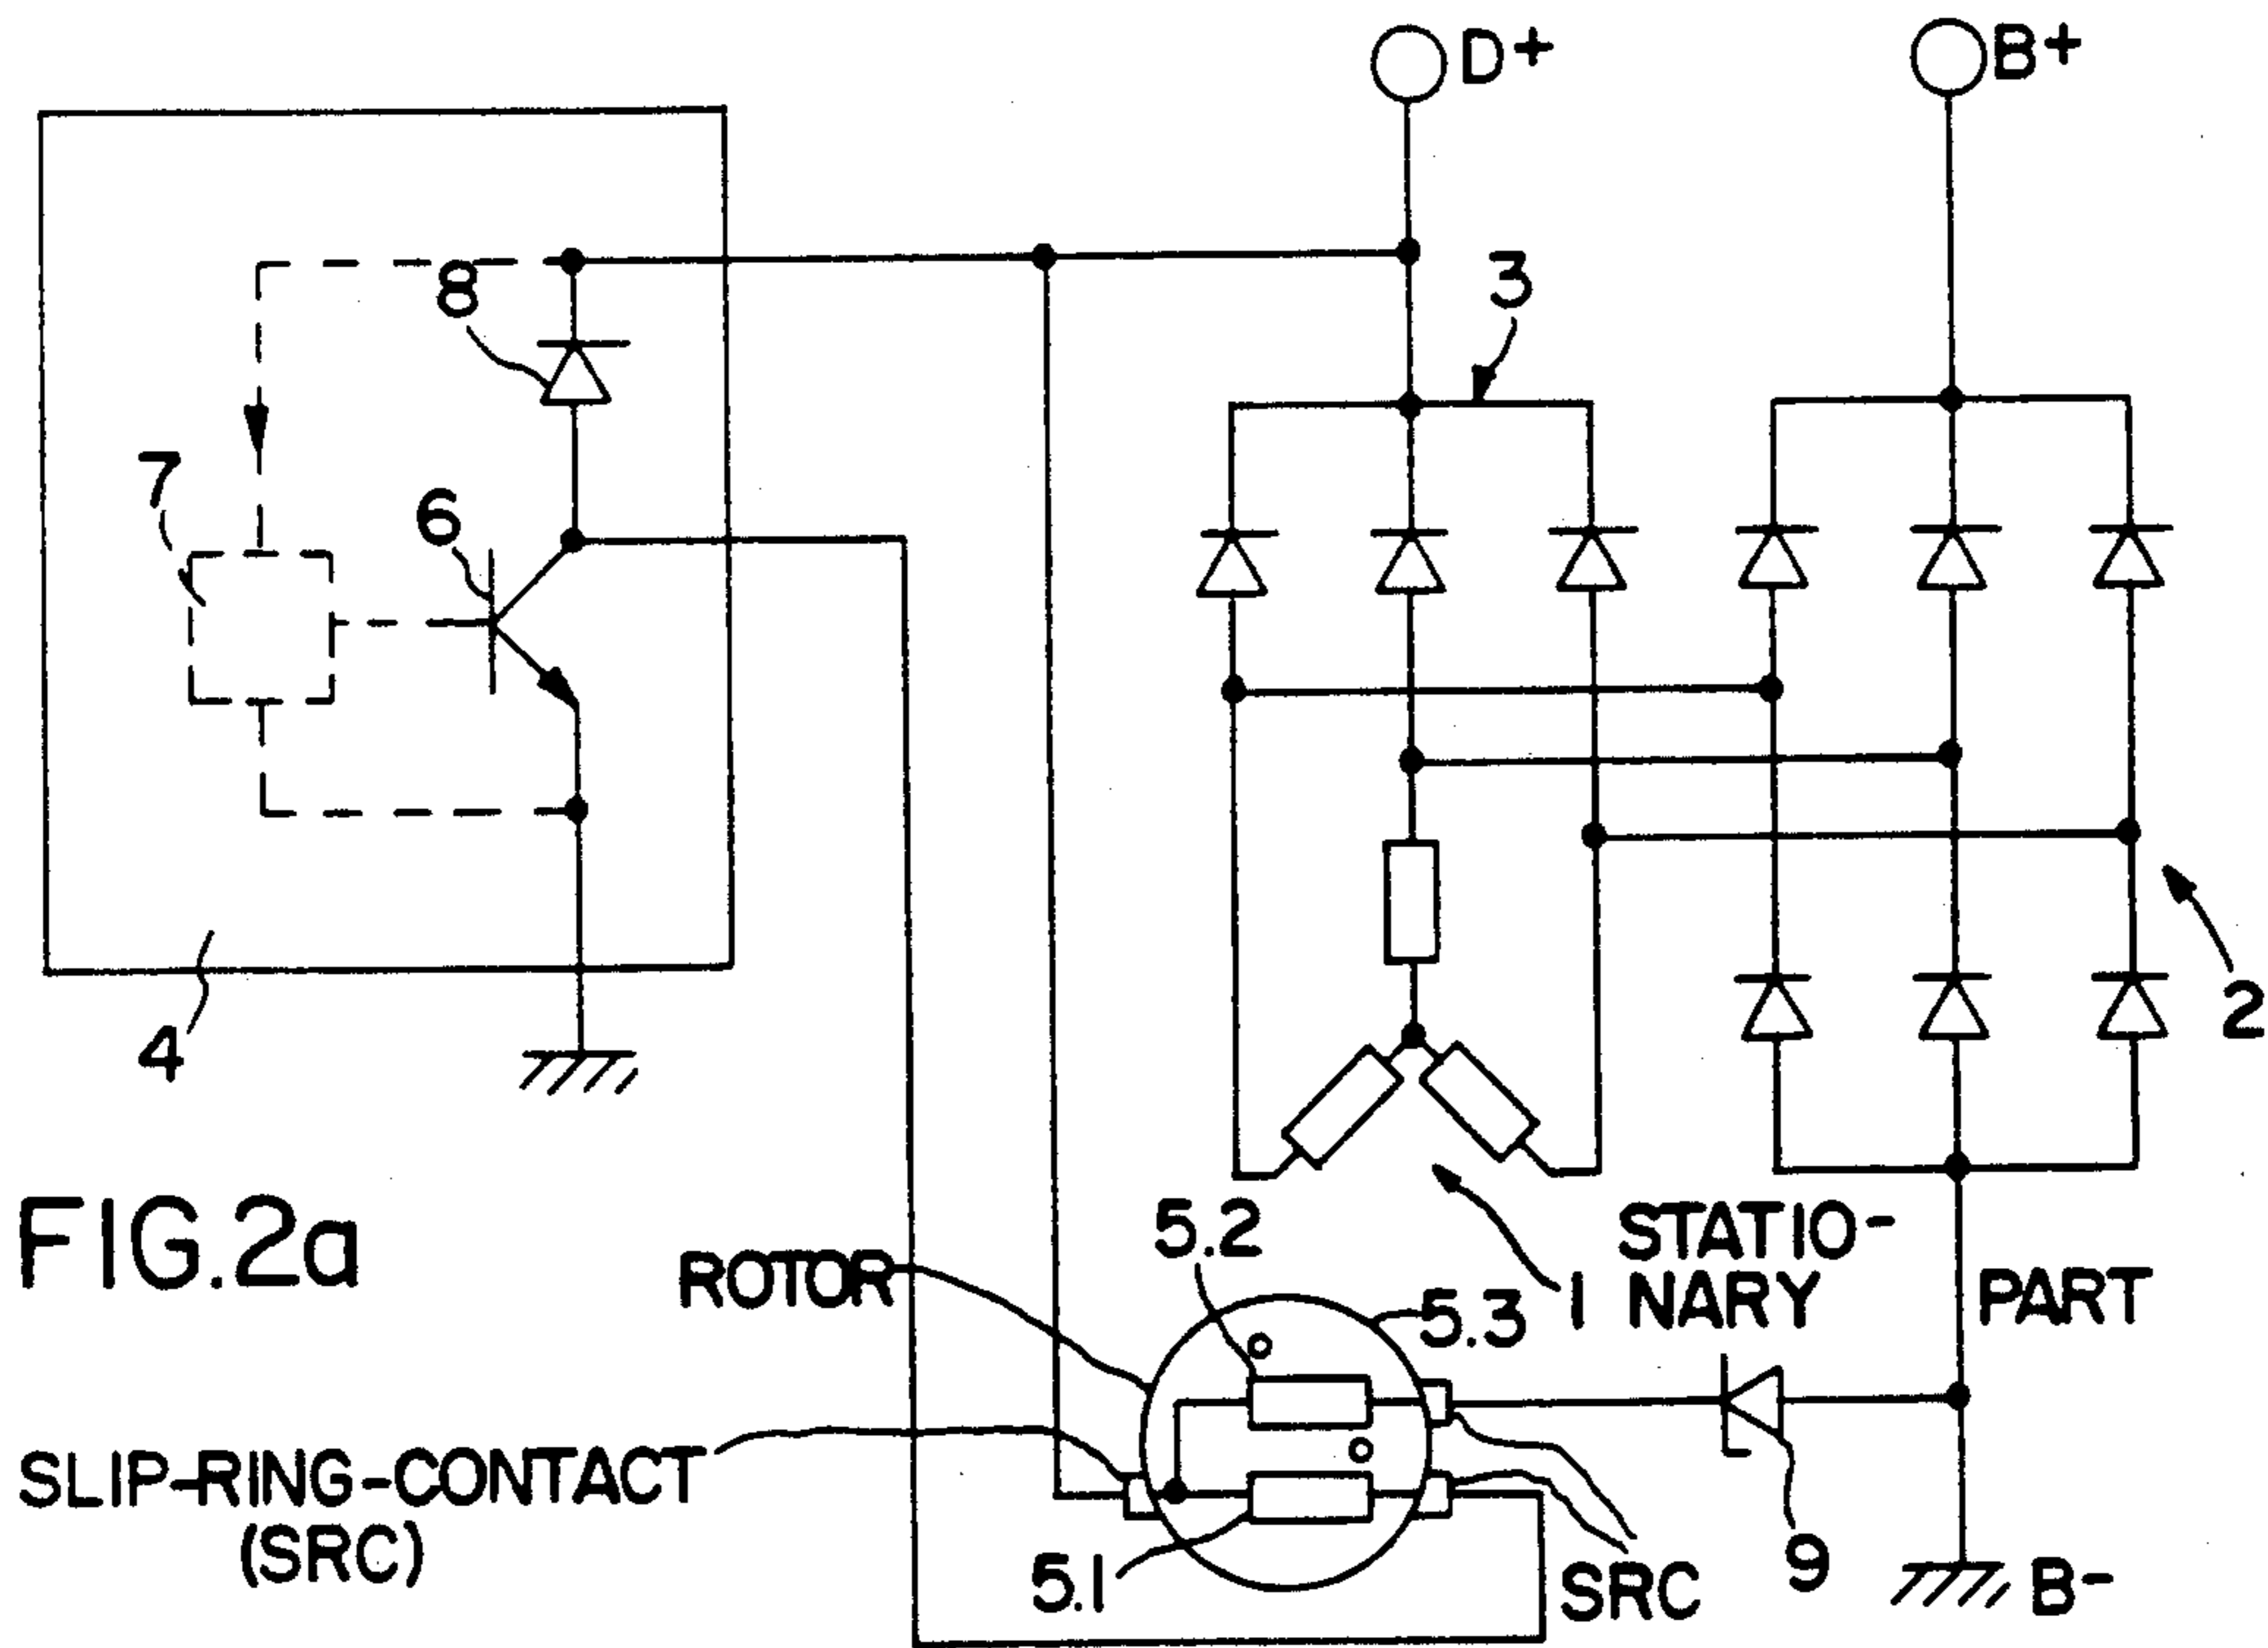 D+
B+
8
3
7
6
4
2
FIG.2a
5.2
STATIO-
ROTOR
5.3
1
NARY
PART
SLIP-RING-CONTACT
(SRC)
5.1
SRC
9
B-